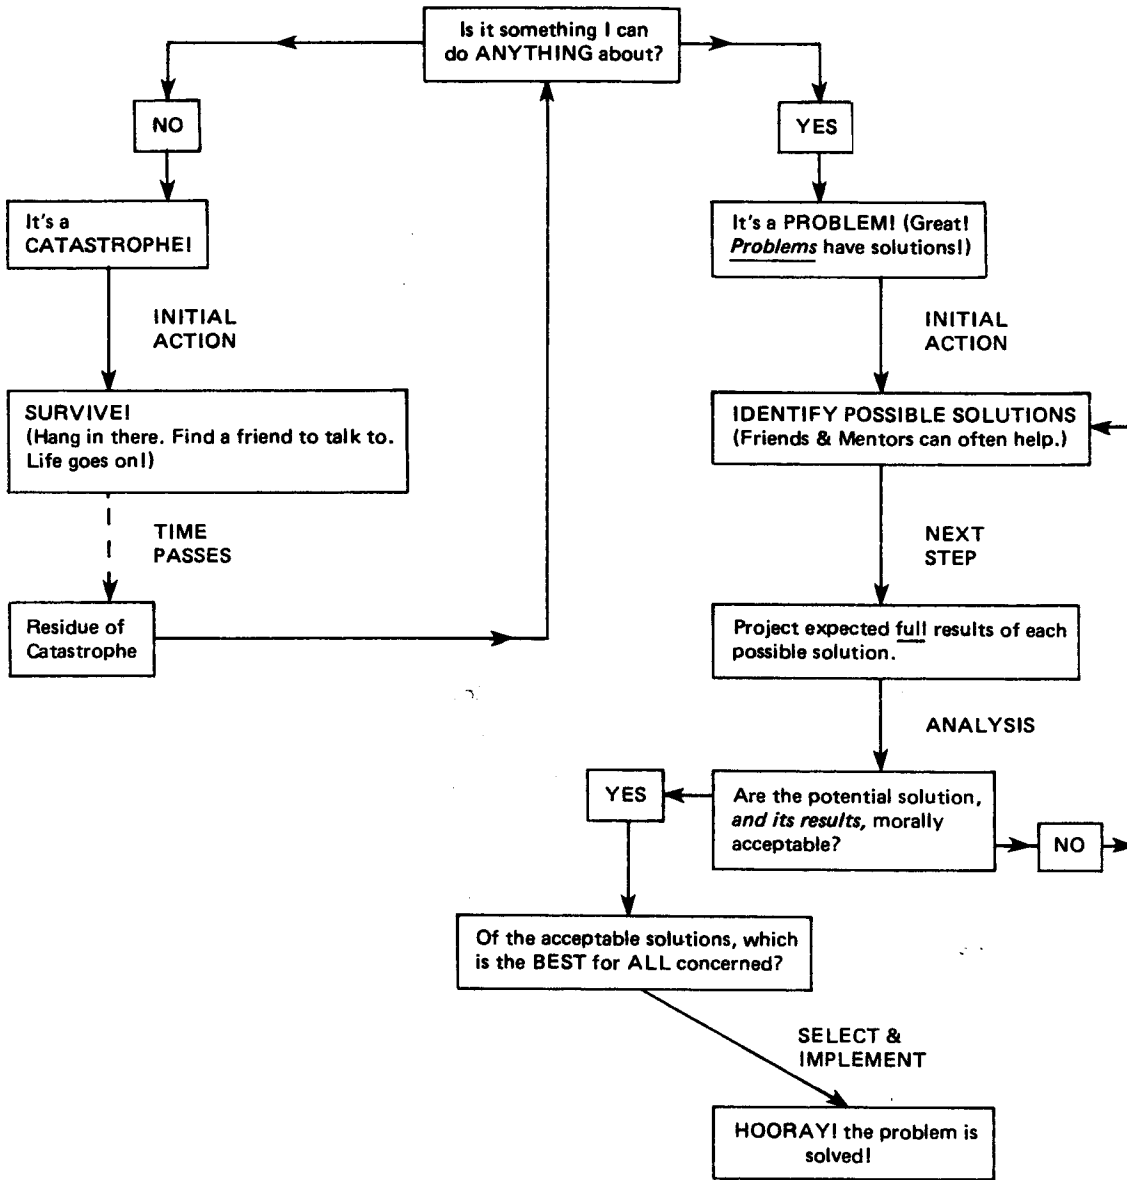 Is it something I can
do ANYTHING about?
NO
YES
It's a
CATASTROPHE!
It's a PROBLEM! (Great!
Problems have solutions!)
INITIAL
ACTION
INITIAL
ACTION
SURVIVE!
(Hang in there. Find a friend to talk to.
Life goes on!)
IDENTIFY POSSIBLE SOLUTIONS
(Friends & Mentors can often help.)
TIME
PASSES
NEXT
STEP
Residue of
Catastrophe
Project expected full results of each
possible solution.
ANALYSIS
YES
Are the potential solution,
and its results, morally
acceptable?
NO
Of the acceptable solutions, which
is the BEST for ALL concerned?
SELECT &
IMPLEMENT
HOORAY! the problem is
solved!